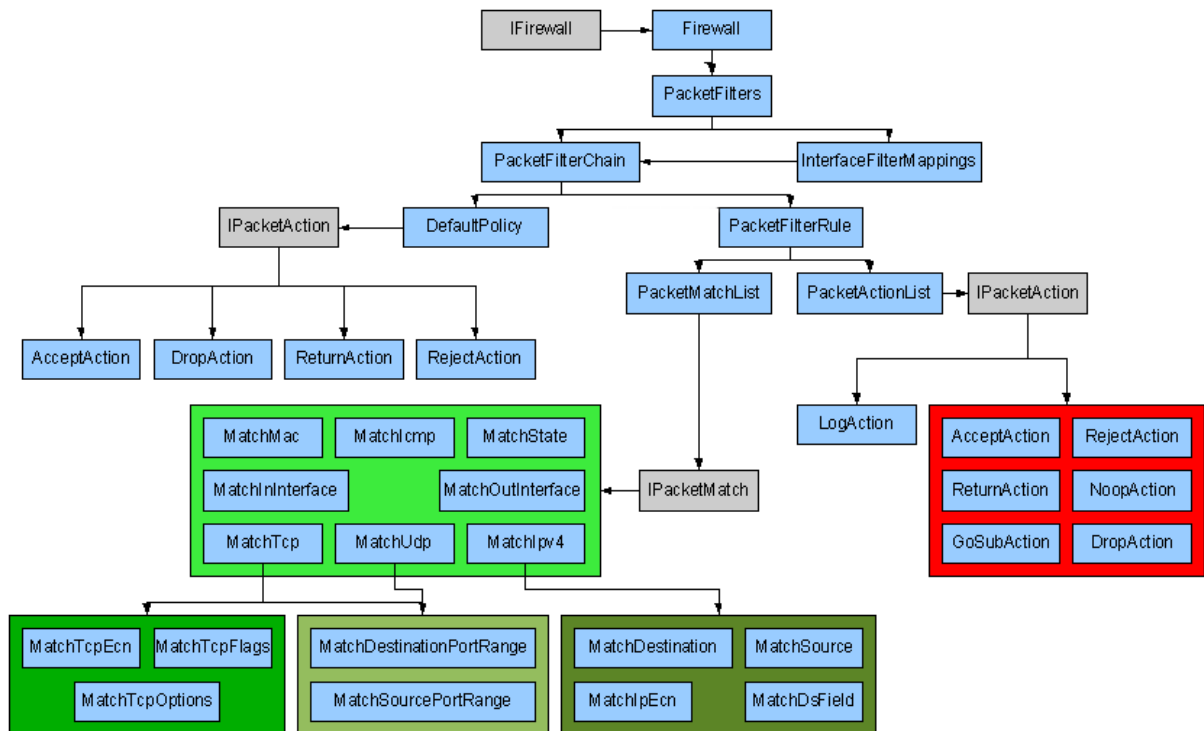 IFirewall
Firewall
PacketFilters
PacketFilterChain
InterfaceFilterMappings
IPacketAction
DefaultPolicy
PacketFilterRule
PacketMatchList
PacketActionList
IPacketAction
AcceptAction
DropAction
ReturnAction
RejectAction
LogAction
AcceptAction
RejectAction
ReturnAction
NoopAction
GoSubAction
DropAction
MatchMac
MatchIcmp
MatchState
MatchInInterface
MatchOutInterface
IPacketMatch
MatchTcp
MatchUdp
MatchIpv4
MatchTcpEcn
MatchTcpFlags
MatchTcpOptions
MatchDestinationPortRange
MatchSourcePortRange
MatchDestination
MatchSource
MatchIpEcn
MatchDsField